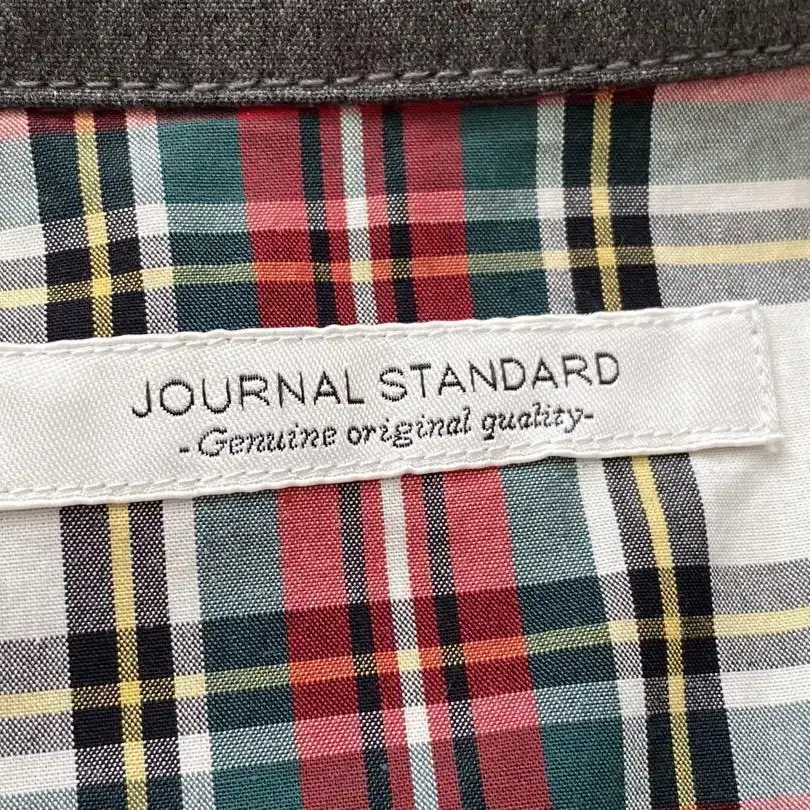 JOURNAL STANDARD
-Genuine original quality-